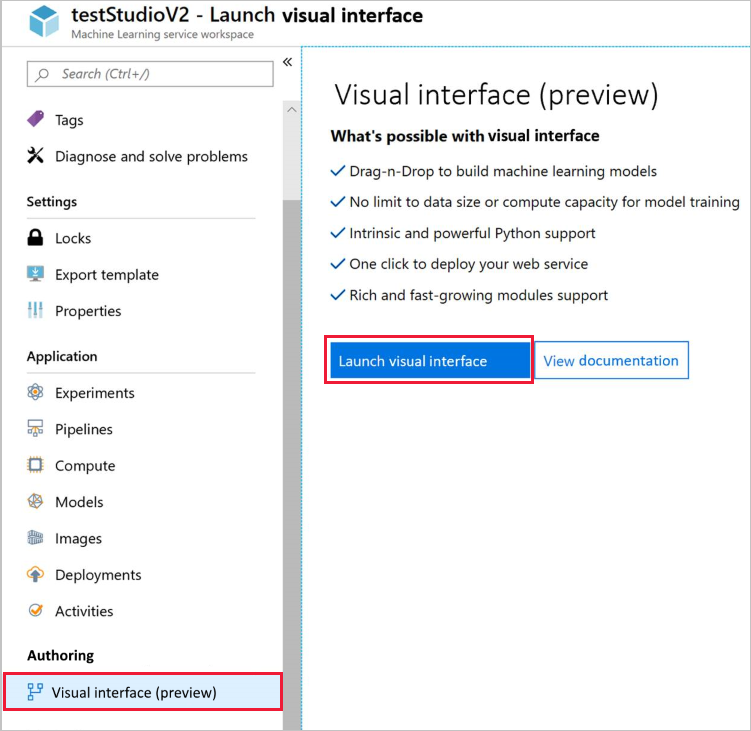 testStudioV2 - Launch visual interface
Machine Learning service workspace
Search (Ctrl+/)
«
Tags
Diagnose and solve problems
Settings
Locks
Export template
Properties
Application
Experiments
Pipelines
Compute
Models
Images
Deployments
Activities
Authoring
Visual interface (preview)
Visual interface (preview)
What's possible with visual interface
Drag-n-Drop to build machine learning models
No limit to data size or compute capacity for model training
Intrinsic and powerful Python support
One click to deploy your web service
Rich and fast-growing modules support
Launch visual interface
View documentation